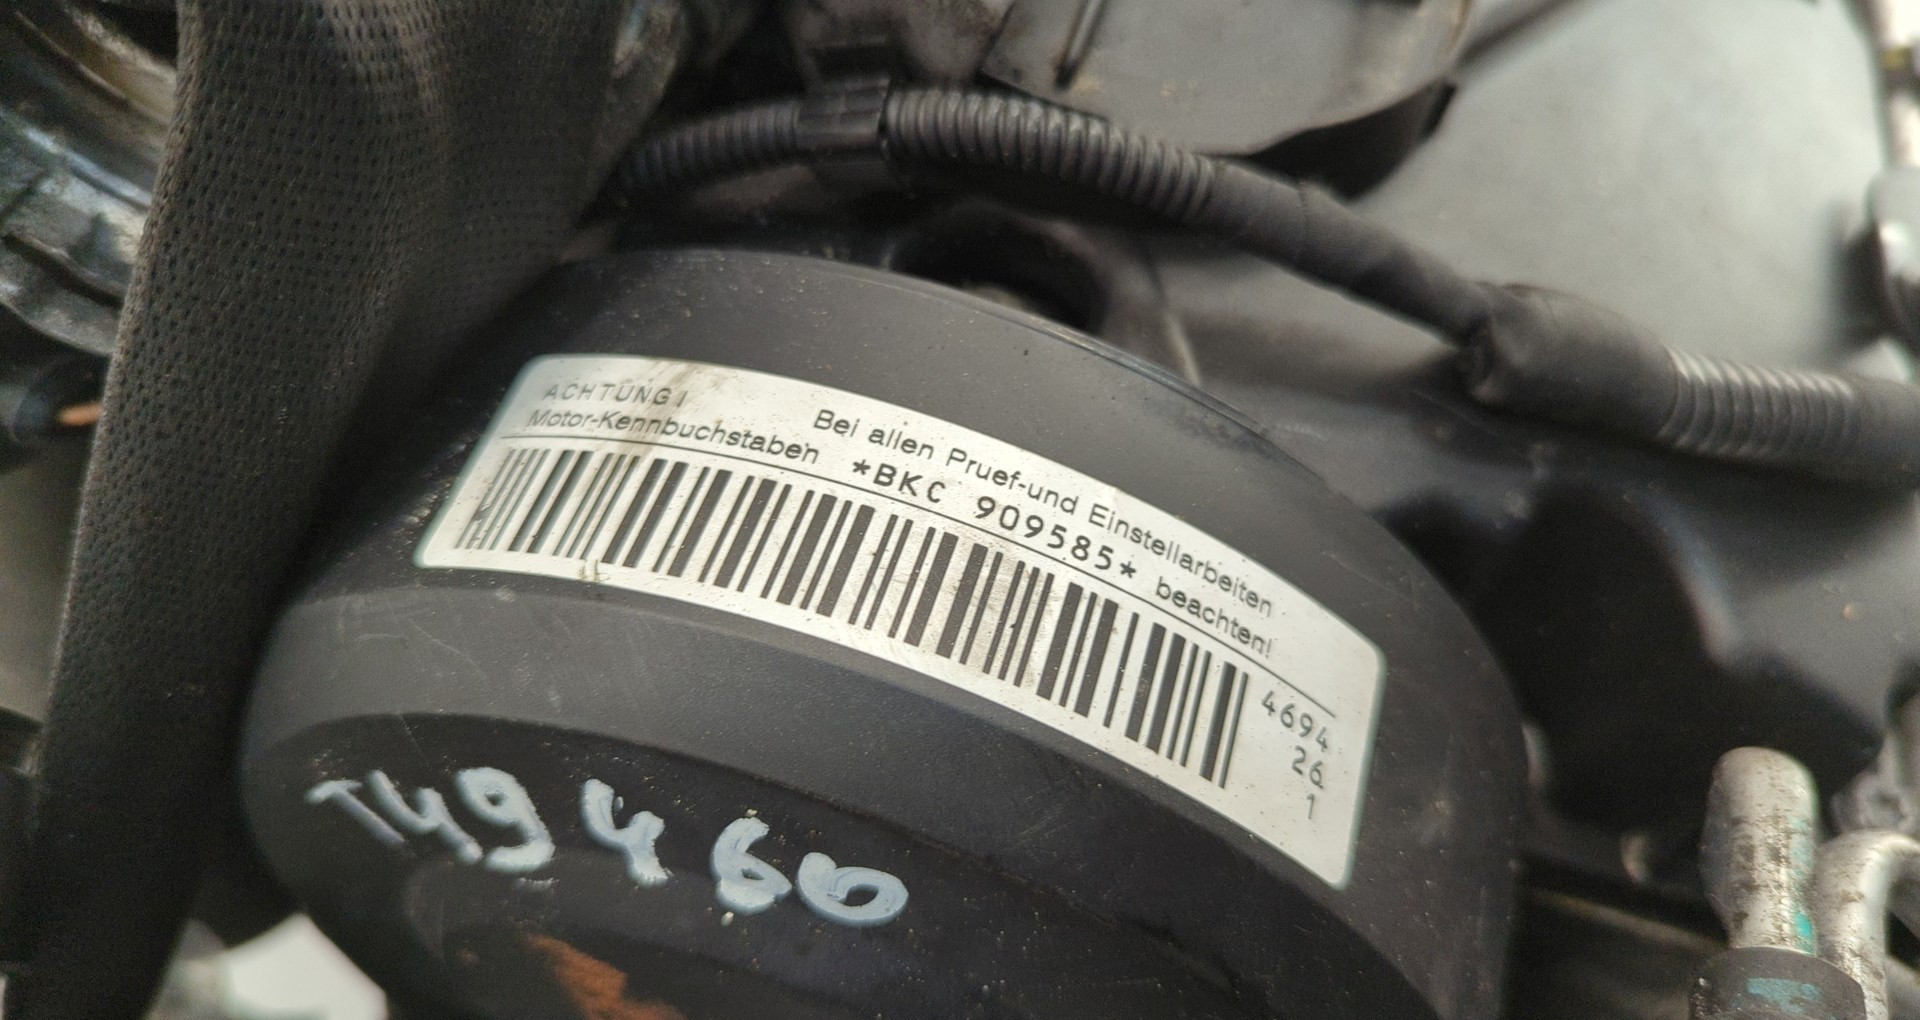 ACHTUNG! Bei allen Pruef-und Einstellarbeiten
Motor-Kennbuchstaben *BKC 909585* beachten!
4694
26
1
T49460